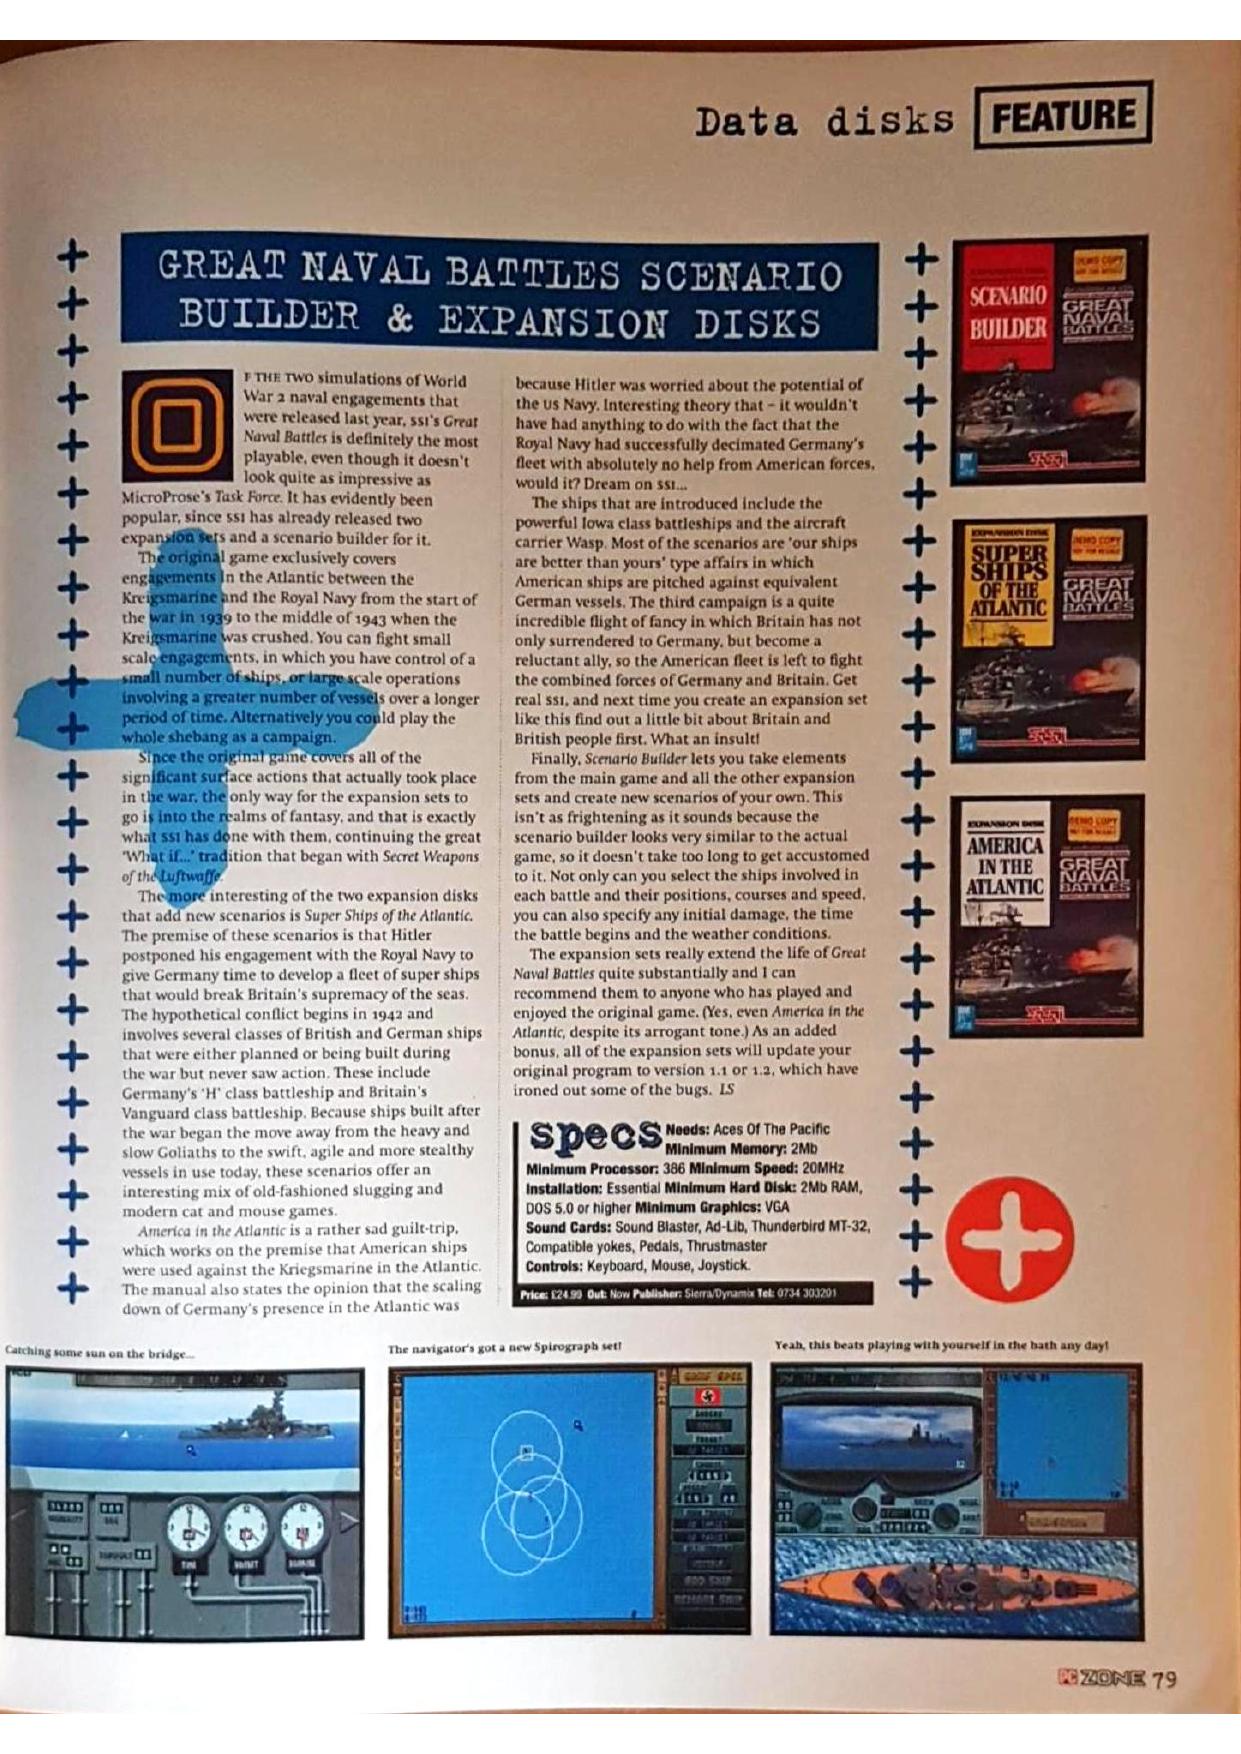 Data disks FEATURE
GREAT NAVAL BATTLES SCENARIO
BUILDER & EXPANSION DISKS
F THE TWO simulations of World
War 2 naval engagements that
were released last year, SSI's Great
Naval Battles is definitely the most
playable, even though it doesn't
look quite as impressive as
MicroProse's Task Force. It has evidently been
popular, since SSI has already released two
expansion sets and a scenario builder for it.
The original game exclusively covers
engagements in the Atlantic between the
Kreigsmarine and the Royal Navy from the start of
the war in 1939 to the middle of 1943 when the
Kreigsmarine was crushed. You can fight small
scale engagements, in which you have control of a
small number of ships, or large scale operations
involving a greater number of vessels over a longer
period of time. Alternatively you could play the
whole shebang as a campaign.
Since the original game covers all of the
significant surface actions that actually took place
in the war, the only way for the expansion sets to
go is into the realms of fantasy, and that is exactly
what SSI has done with them, continuing the great
'What if...' tradition that began with Secret Weapons
of the Luftwaffe.
The more interesting of the two expansion disks
that add new scenarios is Super Ships of the Atlantic.
The premise of these scenarios is that Hitler
postponed his engagement with the Royal Navy to
give Germany time to develop a fleet of super ships
that would break Britain's supremacy of the seas.
The hypothetical conflict begins in 1942 and
involves several classes of British and German ships
that were either planned or being built during
the war but never saw action. These include
Germany's 'H' class battleship and Britain's
Vanguard class battleship. Because ships built after
the war began the move away from the heavy and
slow Goliaths to the swift, agile and more stealthy
vessels in use today, these scenarios offer an
interesting mix of old-fashioned slugging and
modern cat and mouse games.
America in the Atlantic is a rather sad guilt-trip,
which works on the premise that American ships
were used against the Kriegsmarine in the Atlantic.
The manual also states the opinion that the scaling
down of Germany's presence in the Atlantic was
because Hitler was worried about the potential of
the US Navy. Interesting theory that – it wouldn't
have had anything to do with the fact that the
Royal Navy had successfully decimated Germany's
fleet with absolutely no help from American forces,
would it? Dream on SSI...
The ships that are introduced include the
powerful Iowa class battleships and the aircraft
carrier Wasp. Most of the scenarios are 'our ships
are better than yours' type affairs in which
American ships are pitched against equivalent
German vessels. The third campaign is a quite
incredible flight of fancy in which Britain has not
only surrendered to Germany, but become a
reluctant ally, so the American fleet is left to fight
the combined forces of Germany and Britain. Get
real SSI, and next time you create an expansion set
like this find out a little bit about Britain and
British people first. What an insult!
Finally, Scenario Builder lets you take elements
from the main game and all the other expansion
sets and create new scenarios of your own. This
isn't as frightening as it sounds because the
scenario builder looks very similar to the actual
game, so it doesn't take too long to get accustomed
to it. Not only can you select the ships involved in
each battle and their positions, courses and speed,
you can also specify any initial damage, the time
the battle begins and the weather conditions.
The expansion sets really extend the life of Great
Naval Battles quite substantially and I can
recommend them to anyone who has played and
enjoyed the original game. (Yes, even America in the
Atlantic, despite its arrogant tone.) As an added
bonus, all of the expansion sets will update your
original program to version 1.1 or 1.2, which have
ironed out some of the bugs. LS
specs Needs: Aces Of The Pacific
Minimum Memory: 2Mb
Minimum Processor: 386 Minimum Speed: 20MHz
Installation: Essential Minimum Hard Disk: 2Mb RAM,
DOS 5.0 or higher Minimum Graphics: VGA
Sound Cards: Sound Blaster, Ad-Lib, Thunderbird MT-32,
Compatible yokes, Pedals, Thrustmaster
Controls: Keyboard, Mouse, Joystick.
Price: £24.99 Out: Now Publisher: Sierra/Dynamix Tel: 0734 303201
SCENARIO
BUILDER
DEMO COPY
GREAT
NAVAL
BATTLES
SSI
EXPANSION DISK
SUPER
SHIPS
OF THE
ATLANTIC
DEMO COPY
GREAT
NAVAL
BATTLES
SSI
EXPANSION DISK
AMERICA
IN THE
ATLANTIC
DEMO COPY
GREAT
NAVAL
BATTLES
SSI
Catching some sun on the bridge...
The navigator's got a new Spirograph set!
Yeah, this beats playing with yourself in the bath any day!
PC ZONE 79